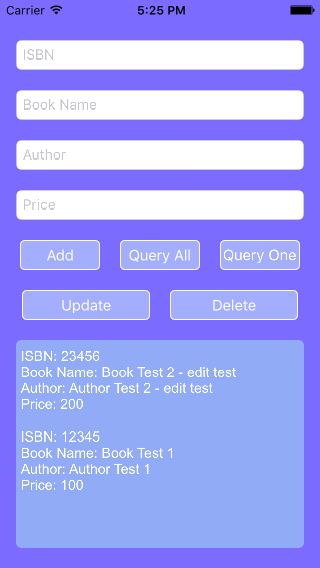 Carrier 5:25 PM
ISBN
Book Name
Author
Price
Add Query All Query One
Update Delete
ISBN: 23456
Book Name: Book Test 2 - edit test
Author: Author Test 2 - edit test
Price: 200
ISBN: 12345
Book Name: Book Test 1
Author: Author Test 1
Price: 100